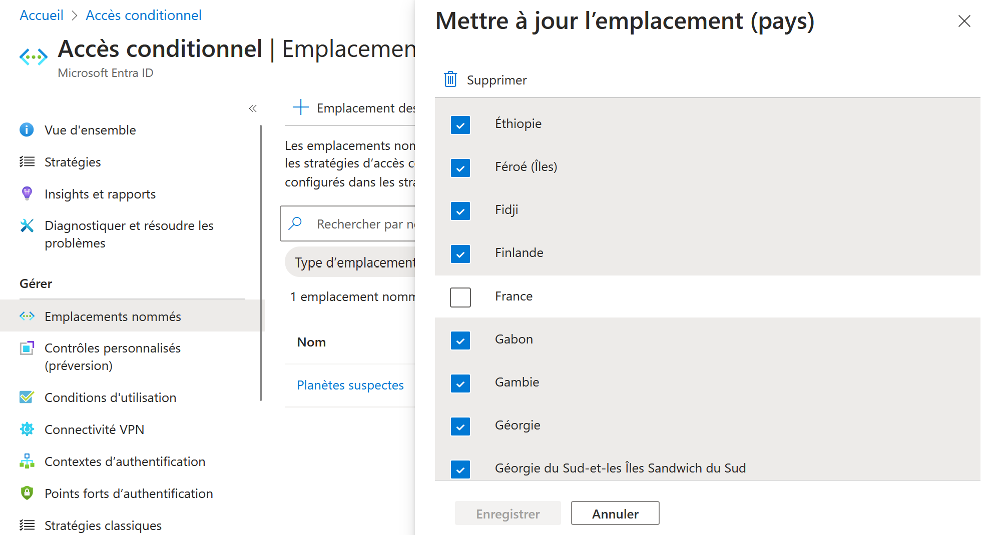 Accueil > Accès conditionnel
Accès conditionnel | Emplacemen
Microsoft Entra ID
«
Vue d'ensemble
Stratégies
Insights et rapports
Diagnostiquer et résoudre les
problèmes
Gérer
Emplacements nommés
Contrôles personnalisés
(préversion)
Conditions d'utilisation
Connectivité VPN
Contextes d’authentification
Points forts d’authentification
Stratégies classiques
Emplacement des
Les emplacements nom
les stratégies d’accès c
configurés dans les stra
Rechercher par no
Type d’emplacement
1 emplacement nomm
Nom
Planètes suspectes
Mettre à jour l’emplacement (pays)
Supprimer
Éthiopie
Féroé (Îles)
Fidji
Finlande
France
Gabon
Gambie
Géorgie
Géorgie du Sud-et-les Îles Sandwich du Sud
Enregistrer
Annuler